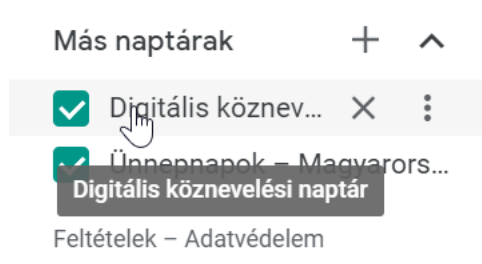 Más naptárak
Digitális köznev...
Ünnepnapok – Magyarors...
Digitális köznevelési naptár
Feltételek – Adatvédelem